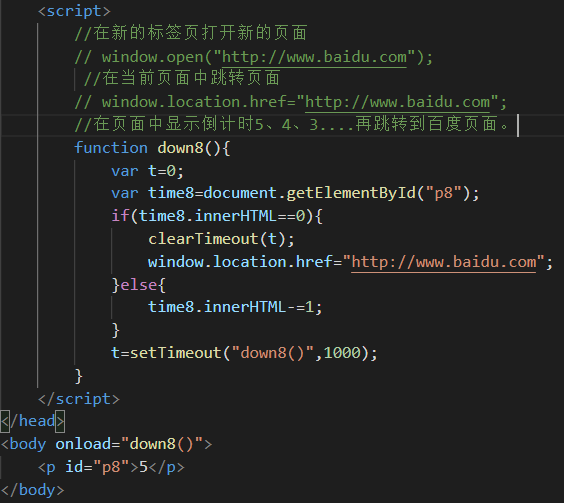 <script>
//在新的标签页打开新的页面
// window.open("http://www.baidu.com");
//在当前页面中跳转页面
// window.location.href="http://www.baidu.com";
//在页面中显示倒计时5、4、3....再跳转到百度页面。
function down8(){
var t=0;
var time8=document.getElementById("p8");
if(time8.innerHTML==0){
clearTimeout(t);
window.location.href="http://www.baidu.com";
}else{
time8.innerHTML-=1;
}
t=setTimeout("down8()",1000);
}
</script>
</head>
<body onload="down8()">
<p id="p8">5</p>
</body>